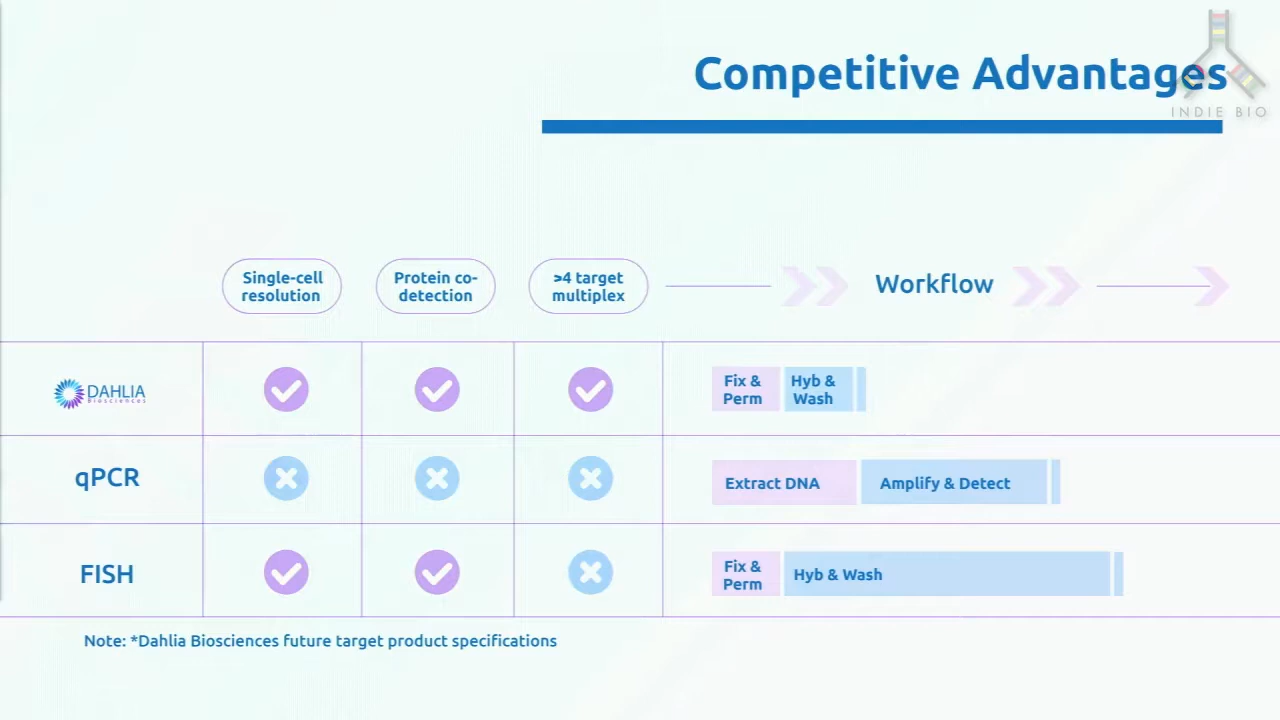 Competitive Advantages
INDIE BIO
Single-cell
resolution
Protein co-
detection
>4 target
multiplex
Workflow
DAHLIA
Biosciences
Fix &
Perm
Hyb &
Wash
qPCR
Extract DNA
Amplify & Detect
FISH
Fix &
Perm
Hyb & Wash
Note: *Dahlia Biosciences future target product specifications